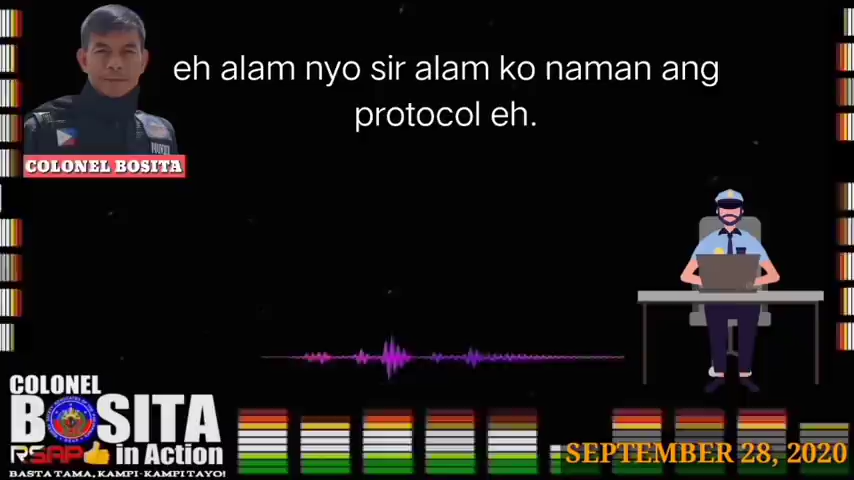 eh alam nyo sir alam ko naman ang
protocol eh.
COLONEL BOSITA
COLONEL
BOSITA
RSAP in Action
BASTA TAMA, KAMPI-KAMPI TAYO!
SEPTEMBER 28, 2020